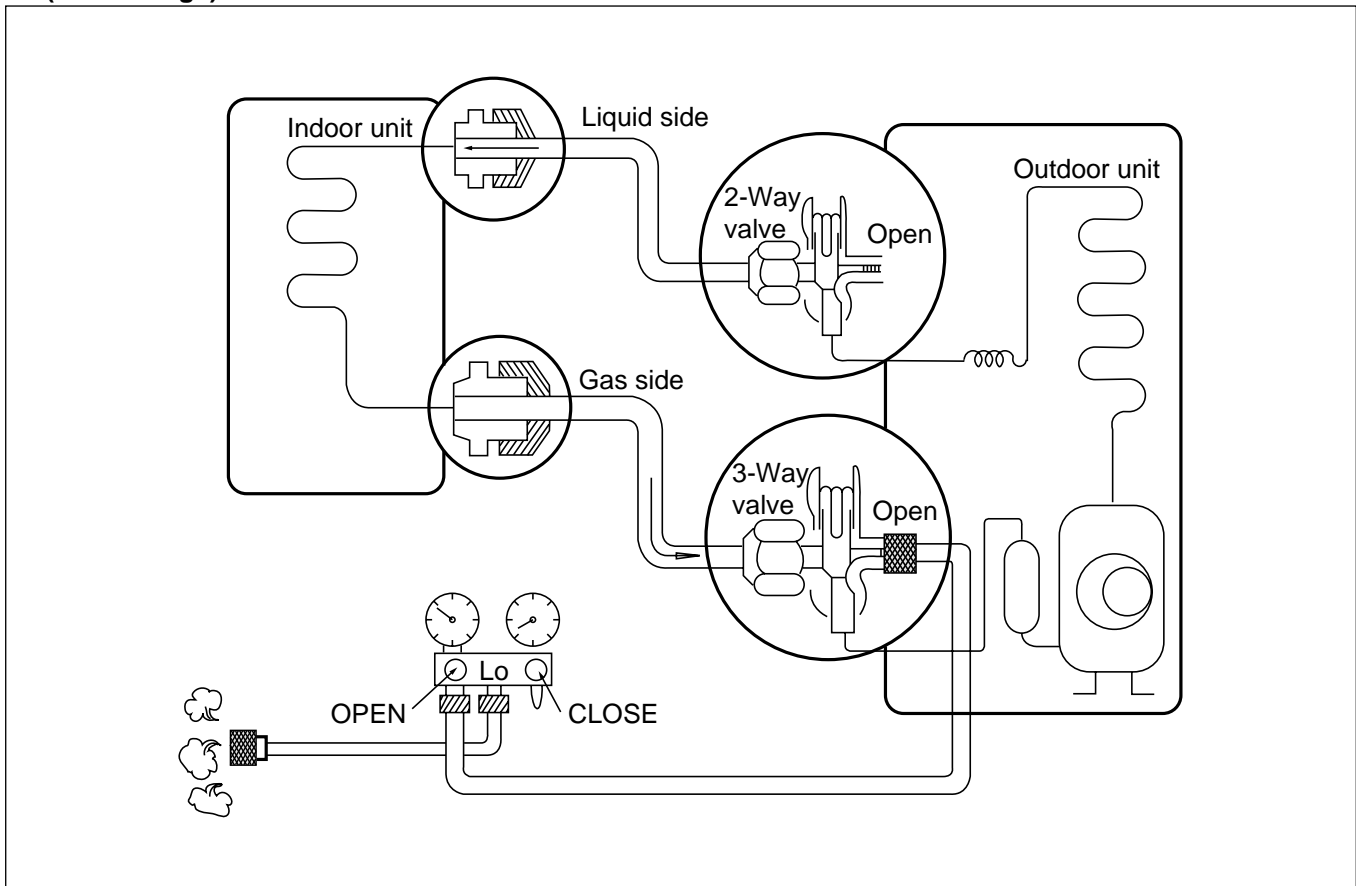 Indoor unit
Liquid side
2-Way
valve
Open
Outdoor unit
Gas side
3-Way
valve
Open
Lo
OPEN
CLOSE